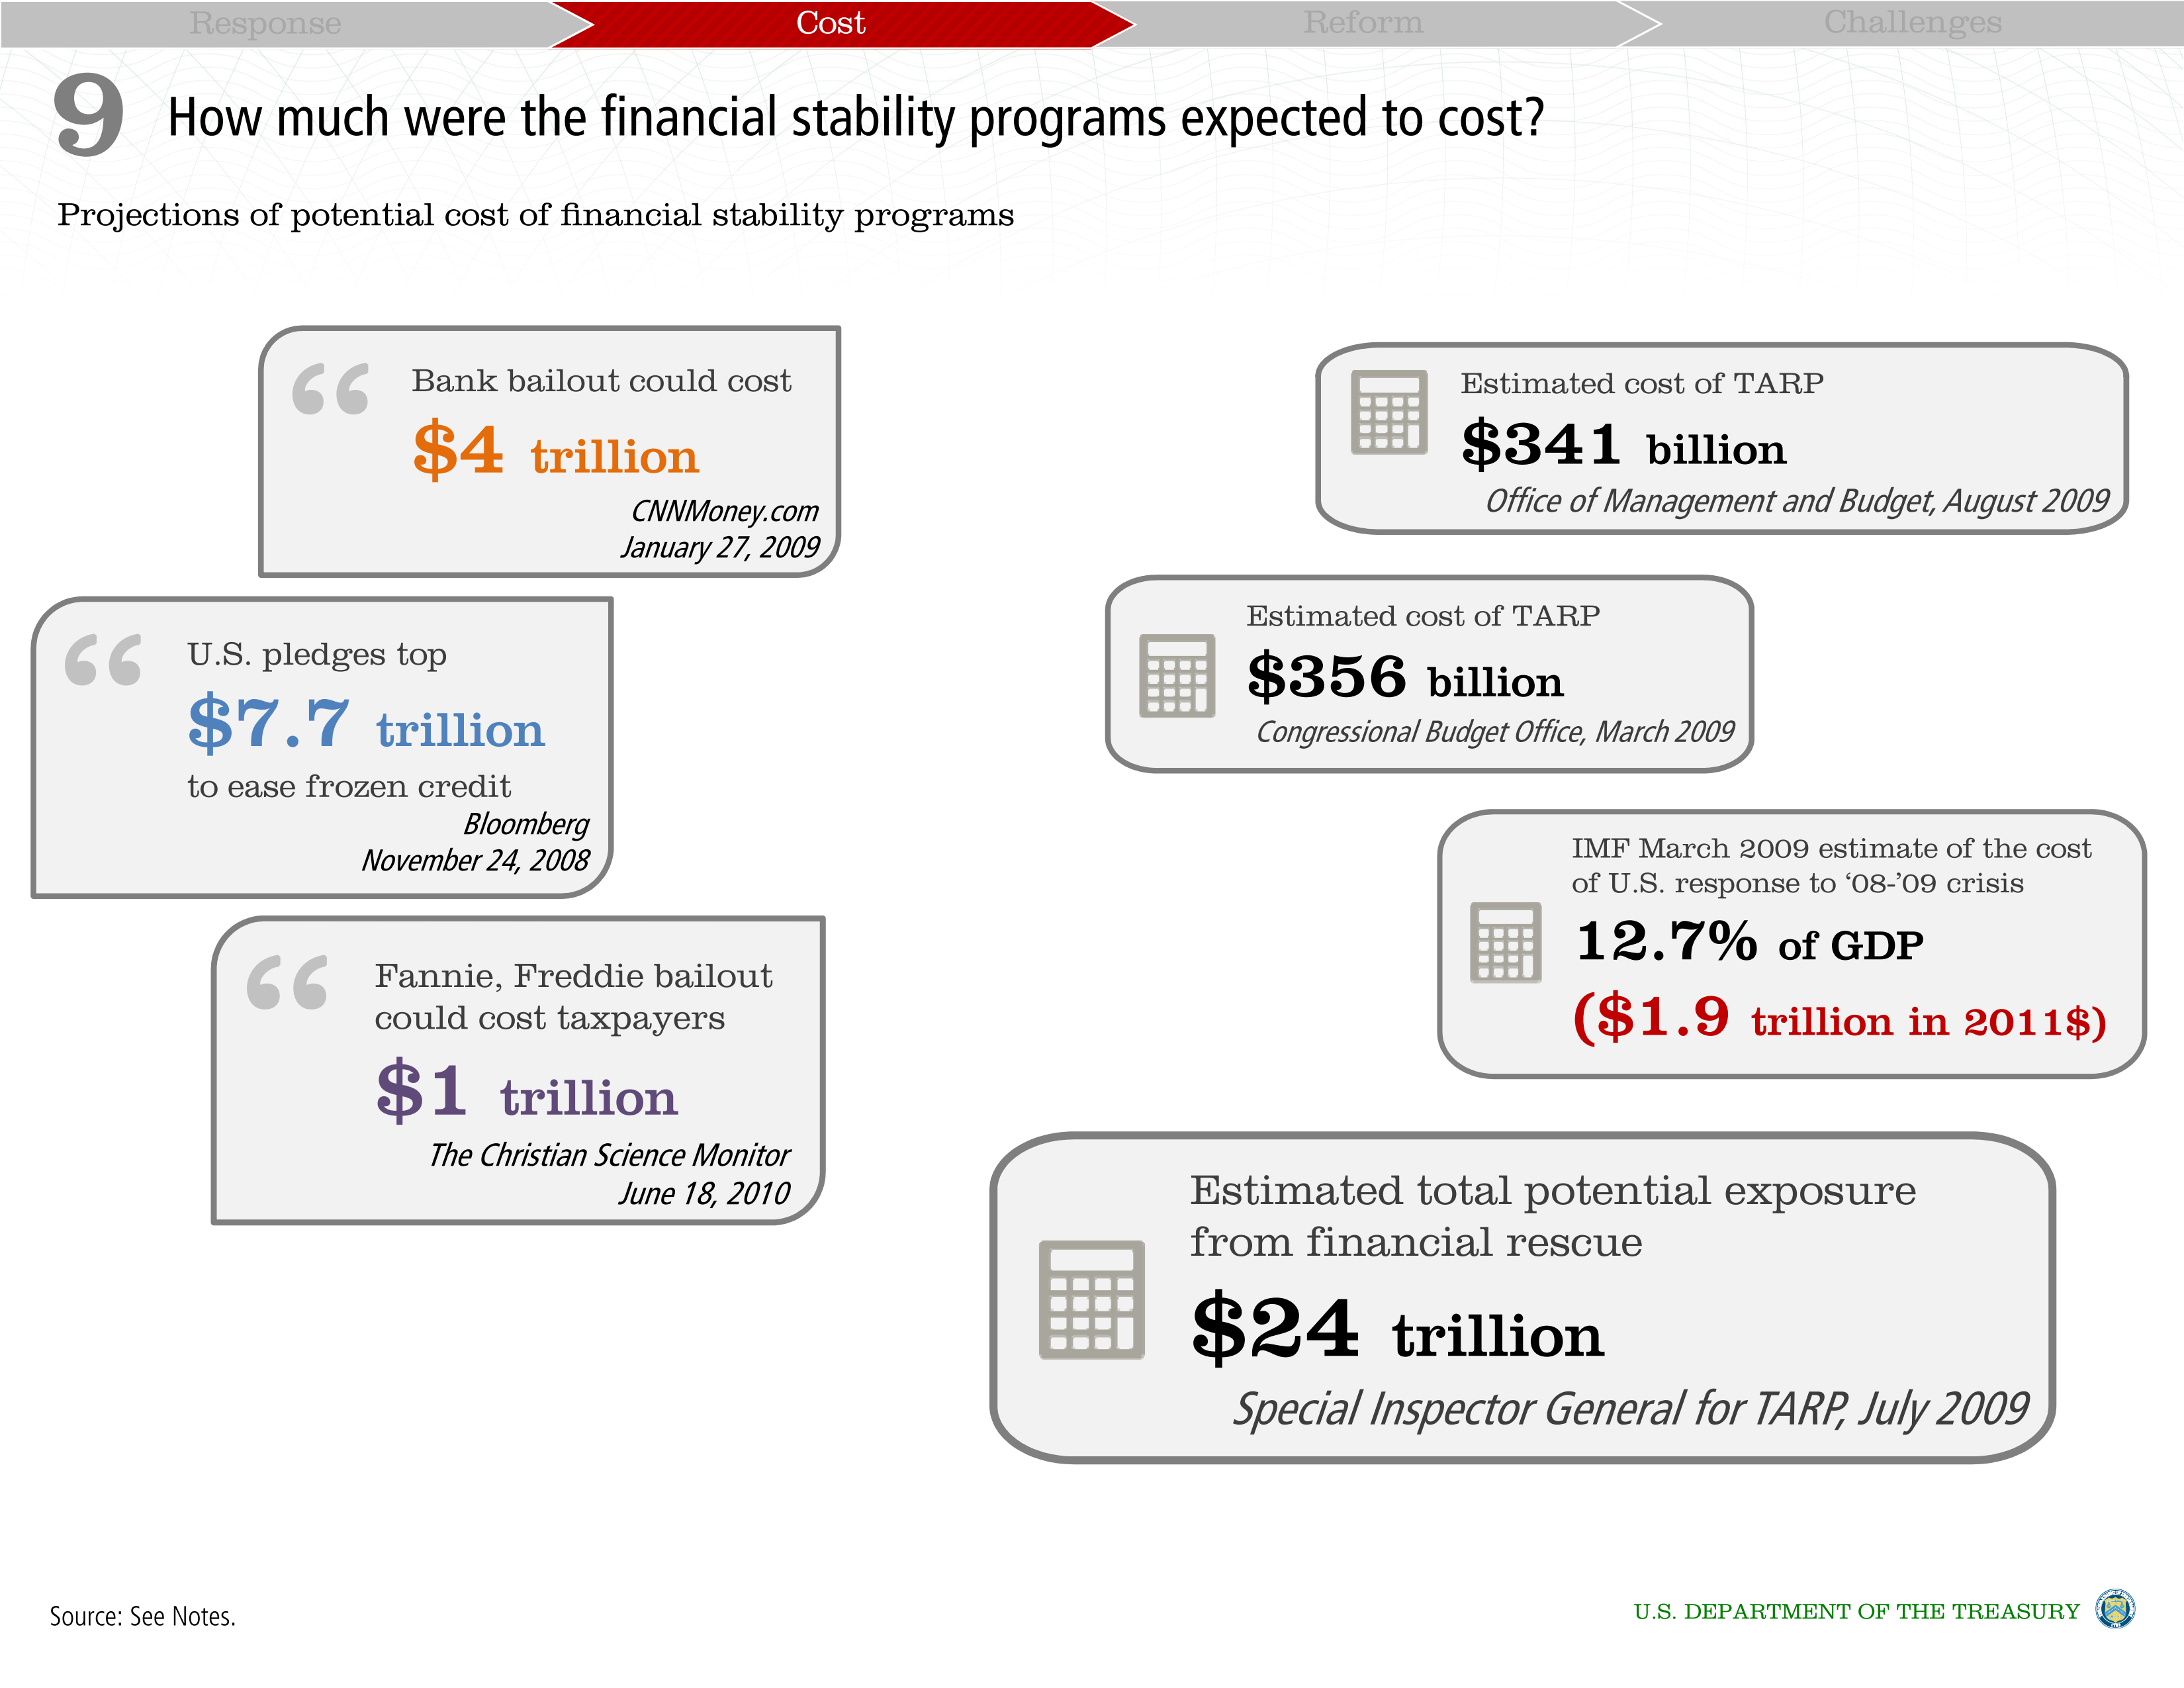 Response
Cost
Reform
Challenges
9
How much were the financial stability programs expected to cost?
Projections of potential cost of financial stability programs
“
Bank bailout could cost
$4 trillion
CNNMoney.com
January 27, 2009
“
U.S. pledges top
$7.7 trillion
to ease frozen credit
Bloomberg
November 24, 2008
“
Fannie, Freddie bailout
could cost taxpayers
$1 trillion
The Christian Science Monitor
June 18, 2010
Estimated cost of TARP
$341 billion
Office of Management and Budget, August 2009
Estimated cost of TARP
$356 billion
Congressional Budget Office, March 2009
IMF March 2009 estimate of the cost
of U.S. response to ‘08-’09 crisis
12.7% of GDP
($1.9 trillion in 2011$)
Estimated total potential exposure
from financial rescue
$24 trillion
Special Inspector General for TARP, July 2009
Source: See Notes.
U.S. DEPARTMENT OF THE TREASURY